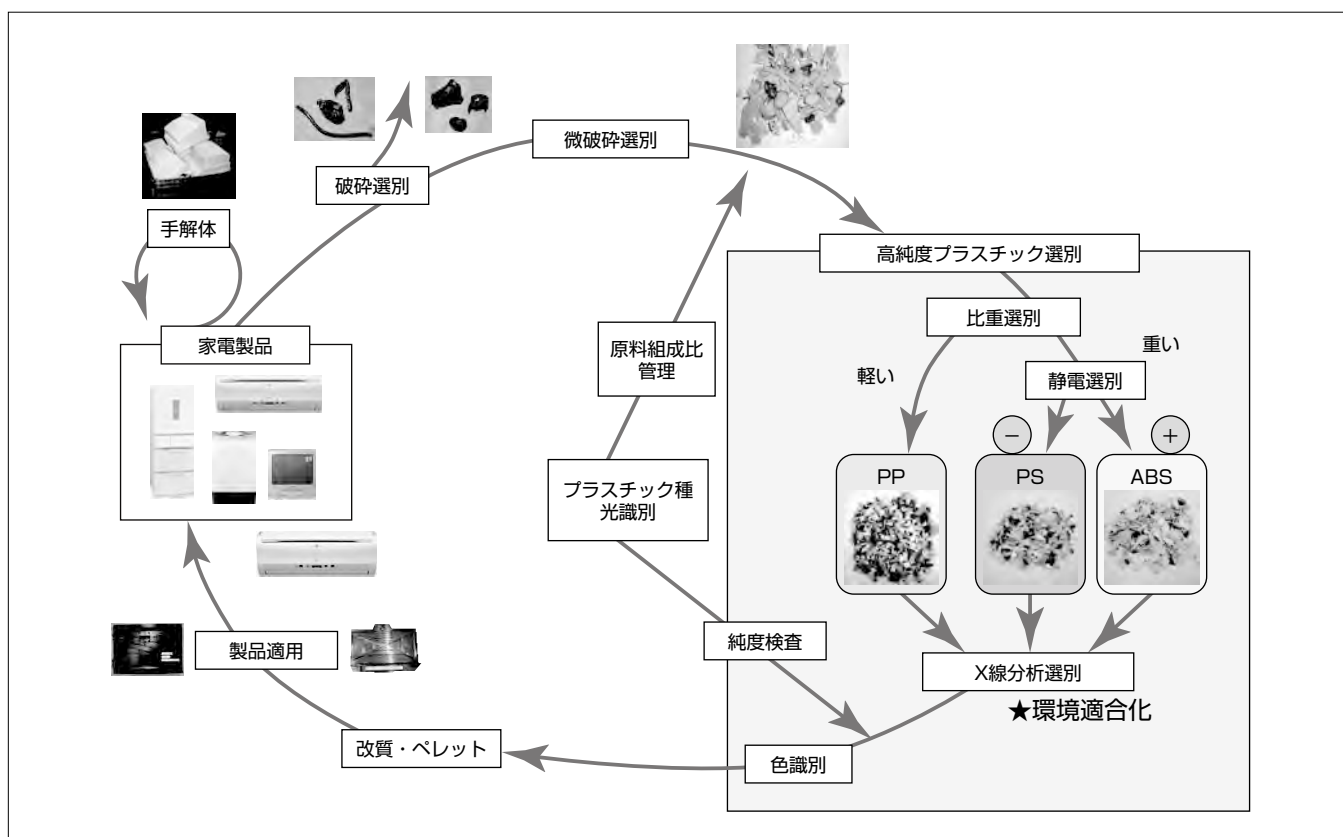 手解体
破砕選別
微破砕選別
高純度プラスチック選別
比重選別
重い
軽い
静電選別
−
+
PP
PS
ABS
X線分析選別
★環境適合化
純度検査
色識別
プラスチック種
光識別
原料組成比
管理
改質・ペレット
製品適用
家電製品